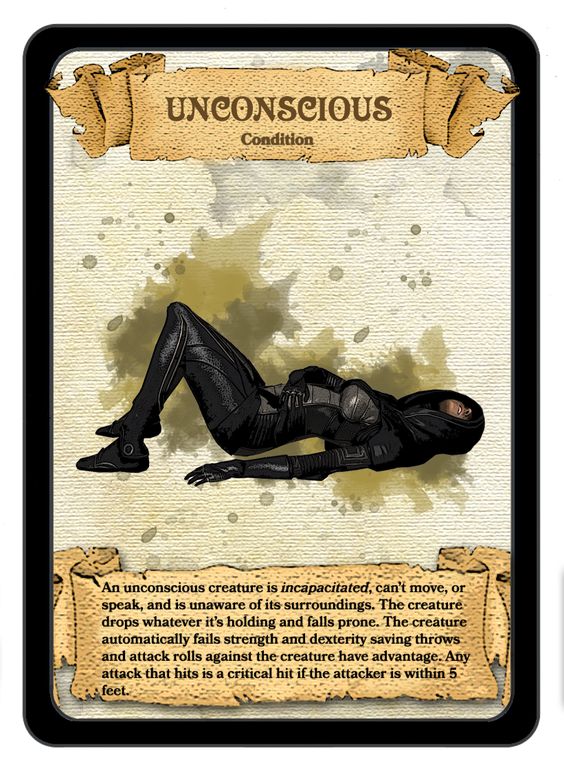 UNCONSCIOUS
Condition
An unconscious creature is incapacitated, can't move, or
speak, and is unaware of its surroundings. The creature
drops whatever it's holding and falls prone. The creature
automatically fails strength and dexterity saving throws
and attack rolls against the creature have advantage. Any
attack that hits is a critical hit if the attacker is within 5
feet.